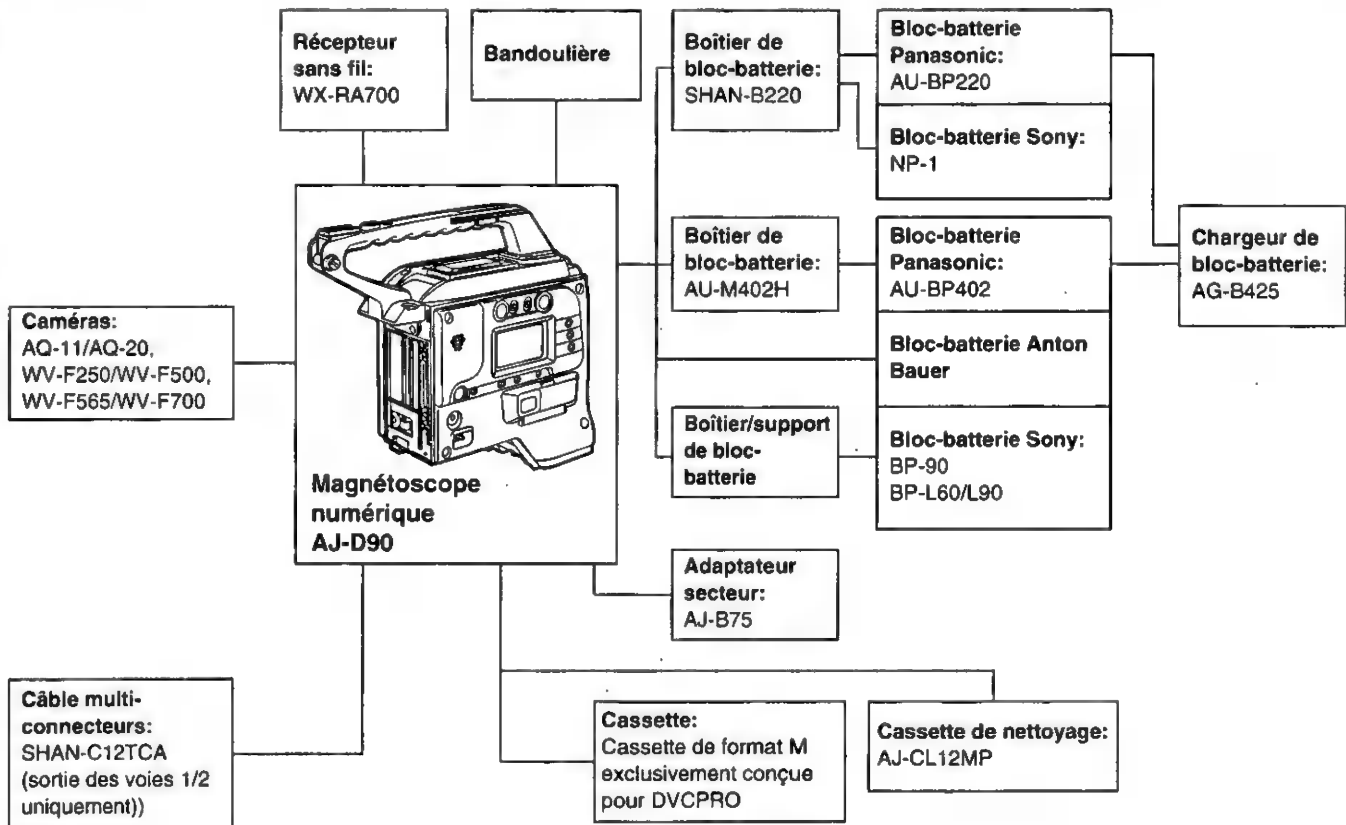 Récepteur
sans fil:
WX-RA700
Bandoulière
Boîtier de
bloc-batterie:
SHAN-B220
Bloc-batterie
Panasonic:
AU-BP220
Bloc-batterie Sony:
NP-1
Boîtier de
bloc-batterie:
AU-M402H
Bloc-batterie
Panasonic:
AU-BP402
Chargeur de
bloc-batterie:
AG-B425
Caméras:
AQ-11/AQ-20,
WV-F250/WV-F500,
WV-F565/WV-F700
Bloc-batterie Anton
Bauer
Boîtier/support
de bloc-
batterie
Bloc-batterie Sony:
BP-90
BP-L60/L90
Magnétoscope
numérique
AJ-D90
Adaptateur
secteur:
AJ-B75
Câble multi-
connecteurs:
SHAN-C12TCA
(sortie des voies 1/2
uniquement))
Cassette:
Cassette de format M
exclusivement conçue
pour DVCPRO
Cassette de nettoyage:
AJ-CL12MP